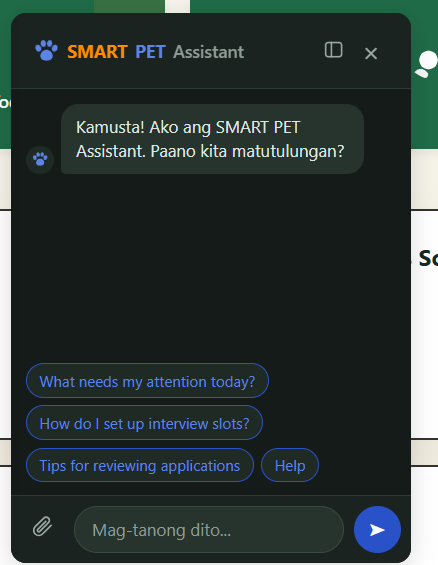 SMART PET Assistant
Kamusta! Ako ang SMART PET
Assistant. Paano kita matutulungan?
What needs my attention today?
How do I set up interview slots?
Tips for reviewing applications
Help
Mag-tanong dito...